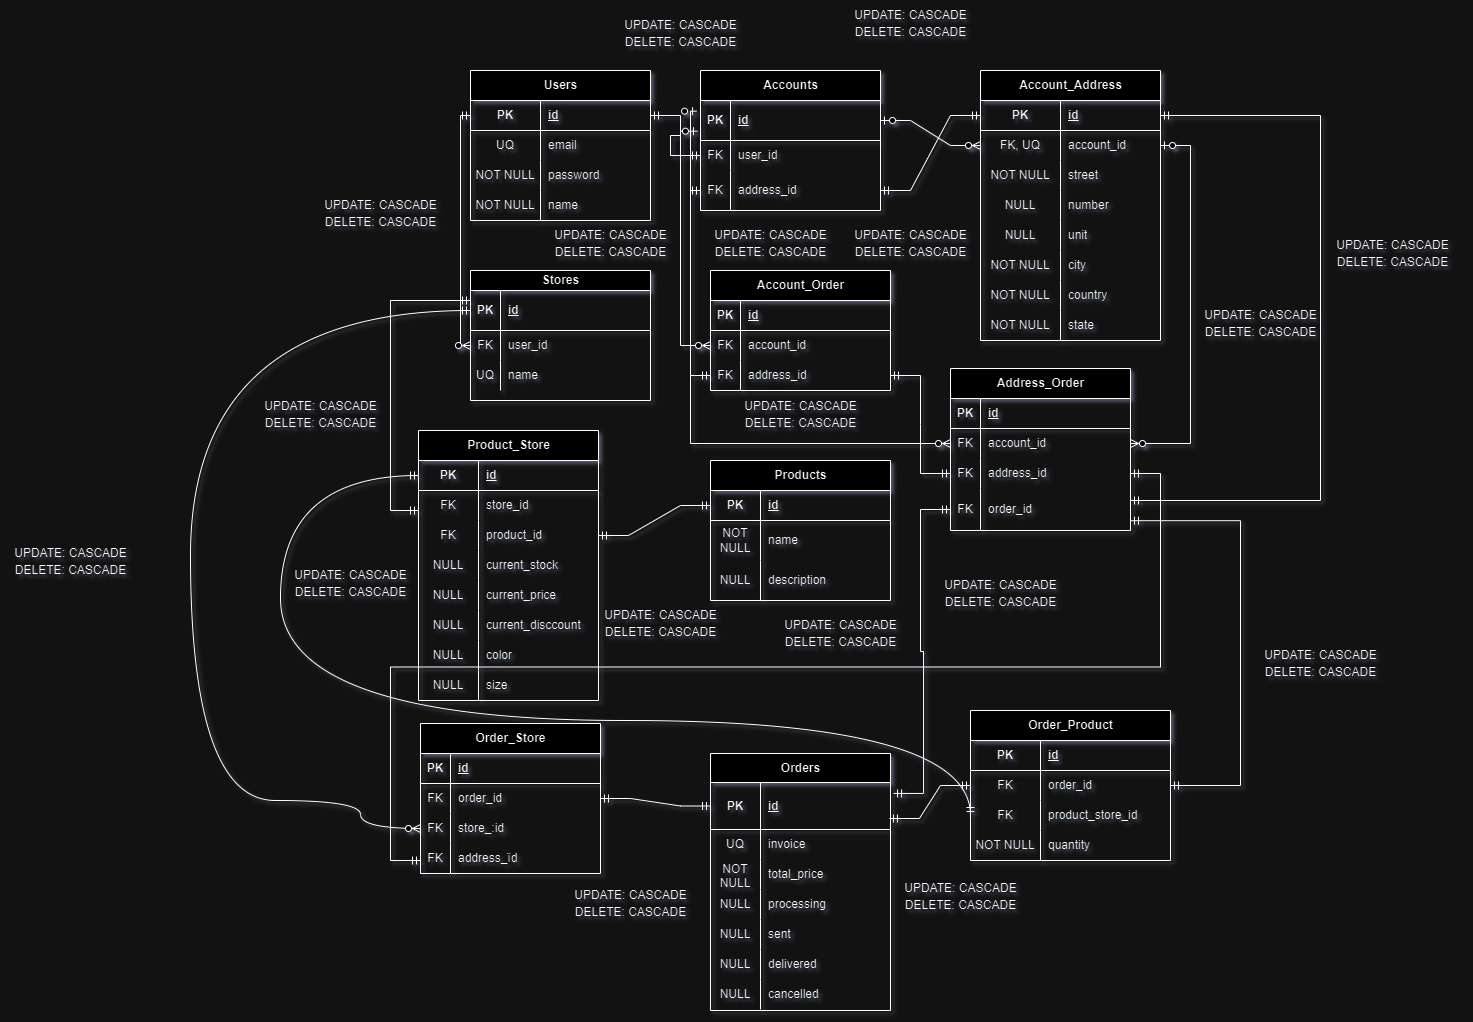 UPDATE: CASCADE
DELETE: CASCADE
UPDATE: CASCADE
DELETE: CASCADE
Users
PK id
UQ email
NOT NULL password
NOT NULL name
Accounts
PK id
FK user_id
FK address_id
Account_Address
PK id
FK, UQ account_id
NOT NULL street
NULL number
NULL unit
NOT NULL city
NOT NULL country
NOT NULL state
UPDATE: CASCADE
DELETE: CASCADE
UPDATE: CASCADE
DELETE: CASCADE
UPDATE: CASCADE
DELETE: CASCADE
UPDATE: CASCADE
DELETE: CASCADE
UPDATE: CASCADE
DELETE: CASCADE
Stores
PK id
FK user_id
UQ name
Account_Order
PK id
FK account_id
FK address_id
UPDATE: CASCADE
DELETE: CASCADE
Address_Order
PK id
FK account_id
FK address_id
FK order_id
UPDATE: CASCADE
DELETE: CASCADE
UPDATE: CASCADE
DELETE: CASCADE
Product_Store
PK id
FK store_id
FK product_id
NULL current_stock
NULL current_price
NULL current_disccount
NULL color
NULL size
Products
PK id
NOT
NULL
name
NULL description
UPDATE: CASCADE
DELETE: CASCADE
UPDATE: CASCADE
DELETE: CASCADE
UPDATE: CASCADE
DELETE: CASCADE
UPDATE: CASCADE
DELETE: CASCADE
UPDATE: CASCADE
DELETE: CASCADE
UPDATE: CASCADE
DELETE: CASCADE
Order_Store
PK id
FK order_id
FK store_:id
FK address_ïd
Orders
PK id
UQ invoice
NOT
NULL
total_price
NULL processing
NULL sent
NULL delivered
NULL cancelled
Order_Product
PK id
FK order_id
FK product_store_id
NOT NULL quantity
UPDATE: CASCADE
DELETE: CASCADE
UPDATE: CASCADE
DELETE: CASCADE